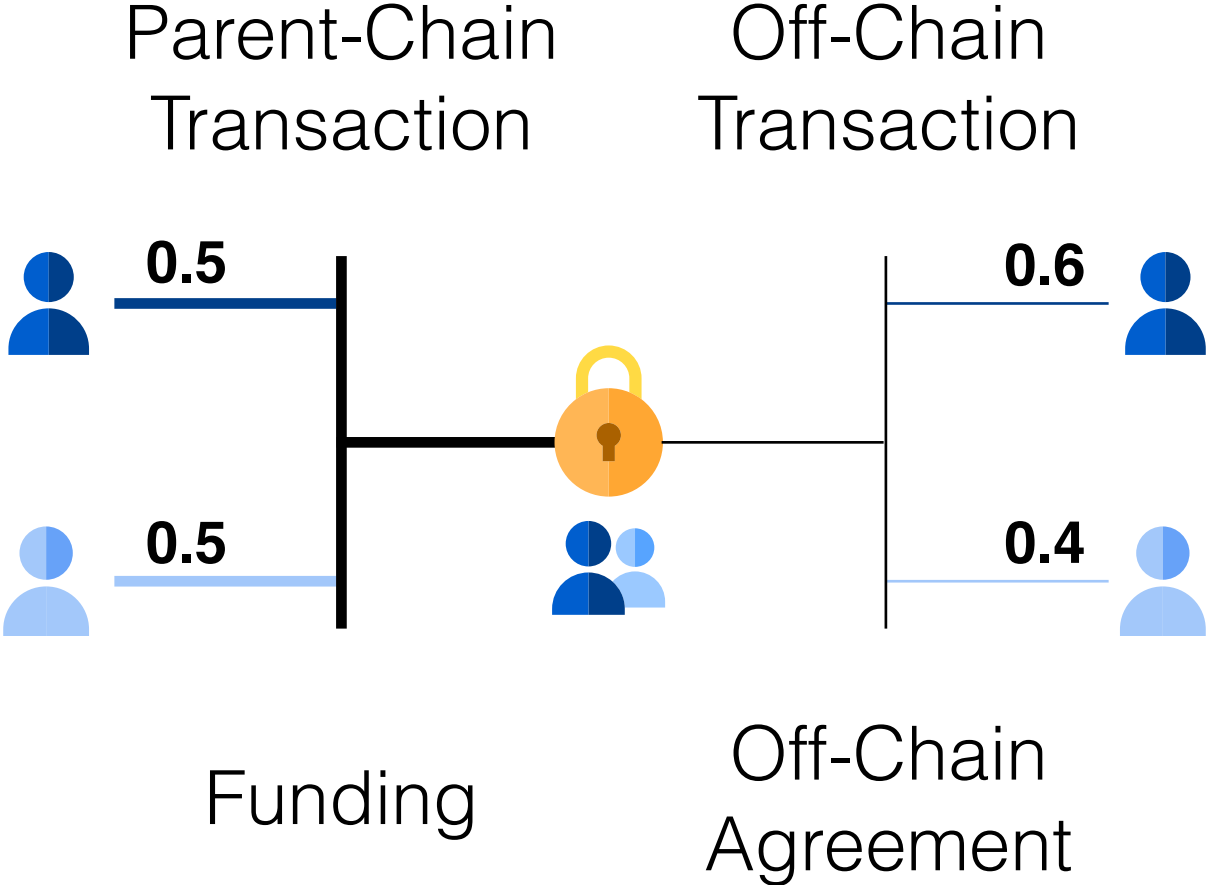 Parent-Chain
Transaction
Off-Chain
Transaction
0.5
0.6
0.5
0.4
Funding
Off-Chain
Agreement